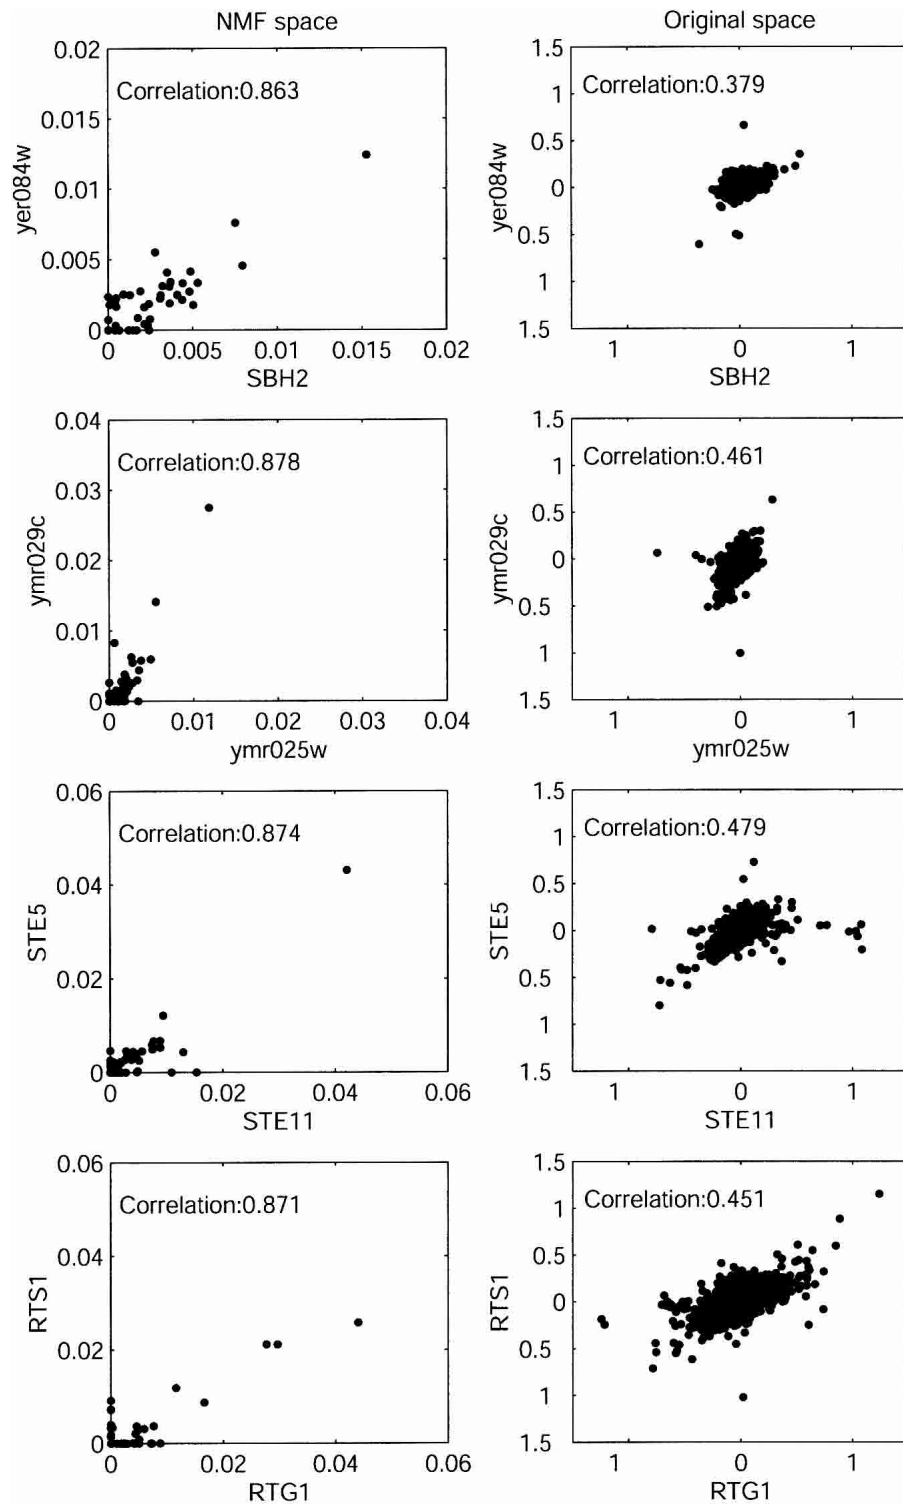 NMF space
Original space
0.02
0.015
0.01
0.005
0
yer084w
Correlation:0.863
0
0.005
0.01
0.015
0.02
SBH2
1.5
1
0.5
0
0.5
1
1.5
yer084w
Correlation:0.379
1
0
1
SBH2
0.04
0.03
0.02
0.01
0
ymr029c
Correlation:0.878
0
0.01
0.02
0.03
0.04
ymr025w
1.5
1
0.5
0
0.5
1
1.5
ymr029c
Correlation:0.461
1
0
1
ymr025w
0.06
0.04
0.02
0
STE5
Correlation:0.874
0
0.02
0.04
0.06
STE11
1.5
1
0.5
0
0.5
1
1.5
STE5
Correlation:0.479
1
0
1
STE11
0.06
0.04
0.02
0
RTS1
Correlation:0.871
0
0.02
0.04
0.06
RTG1
1.5
1
0.5
0
0.5
1
1.5
RTS1
Correlation:0.451
1
0
1
RTG1